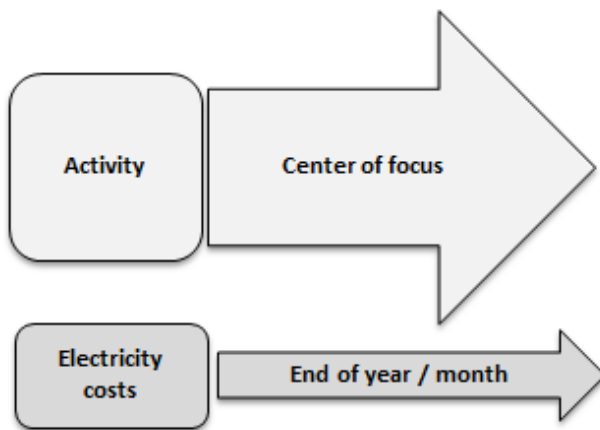 Activity
Center of focus
Electricity
costs
End of year / month